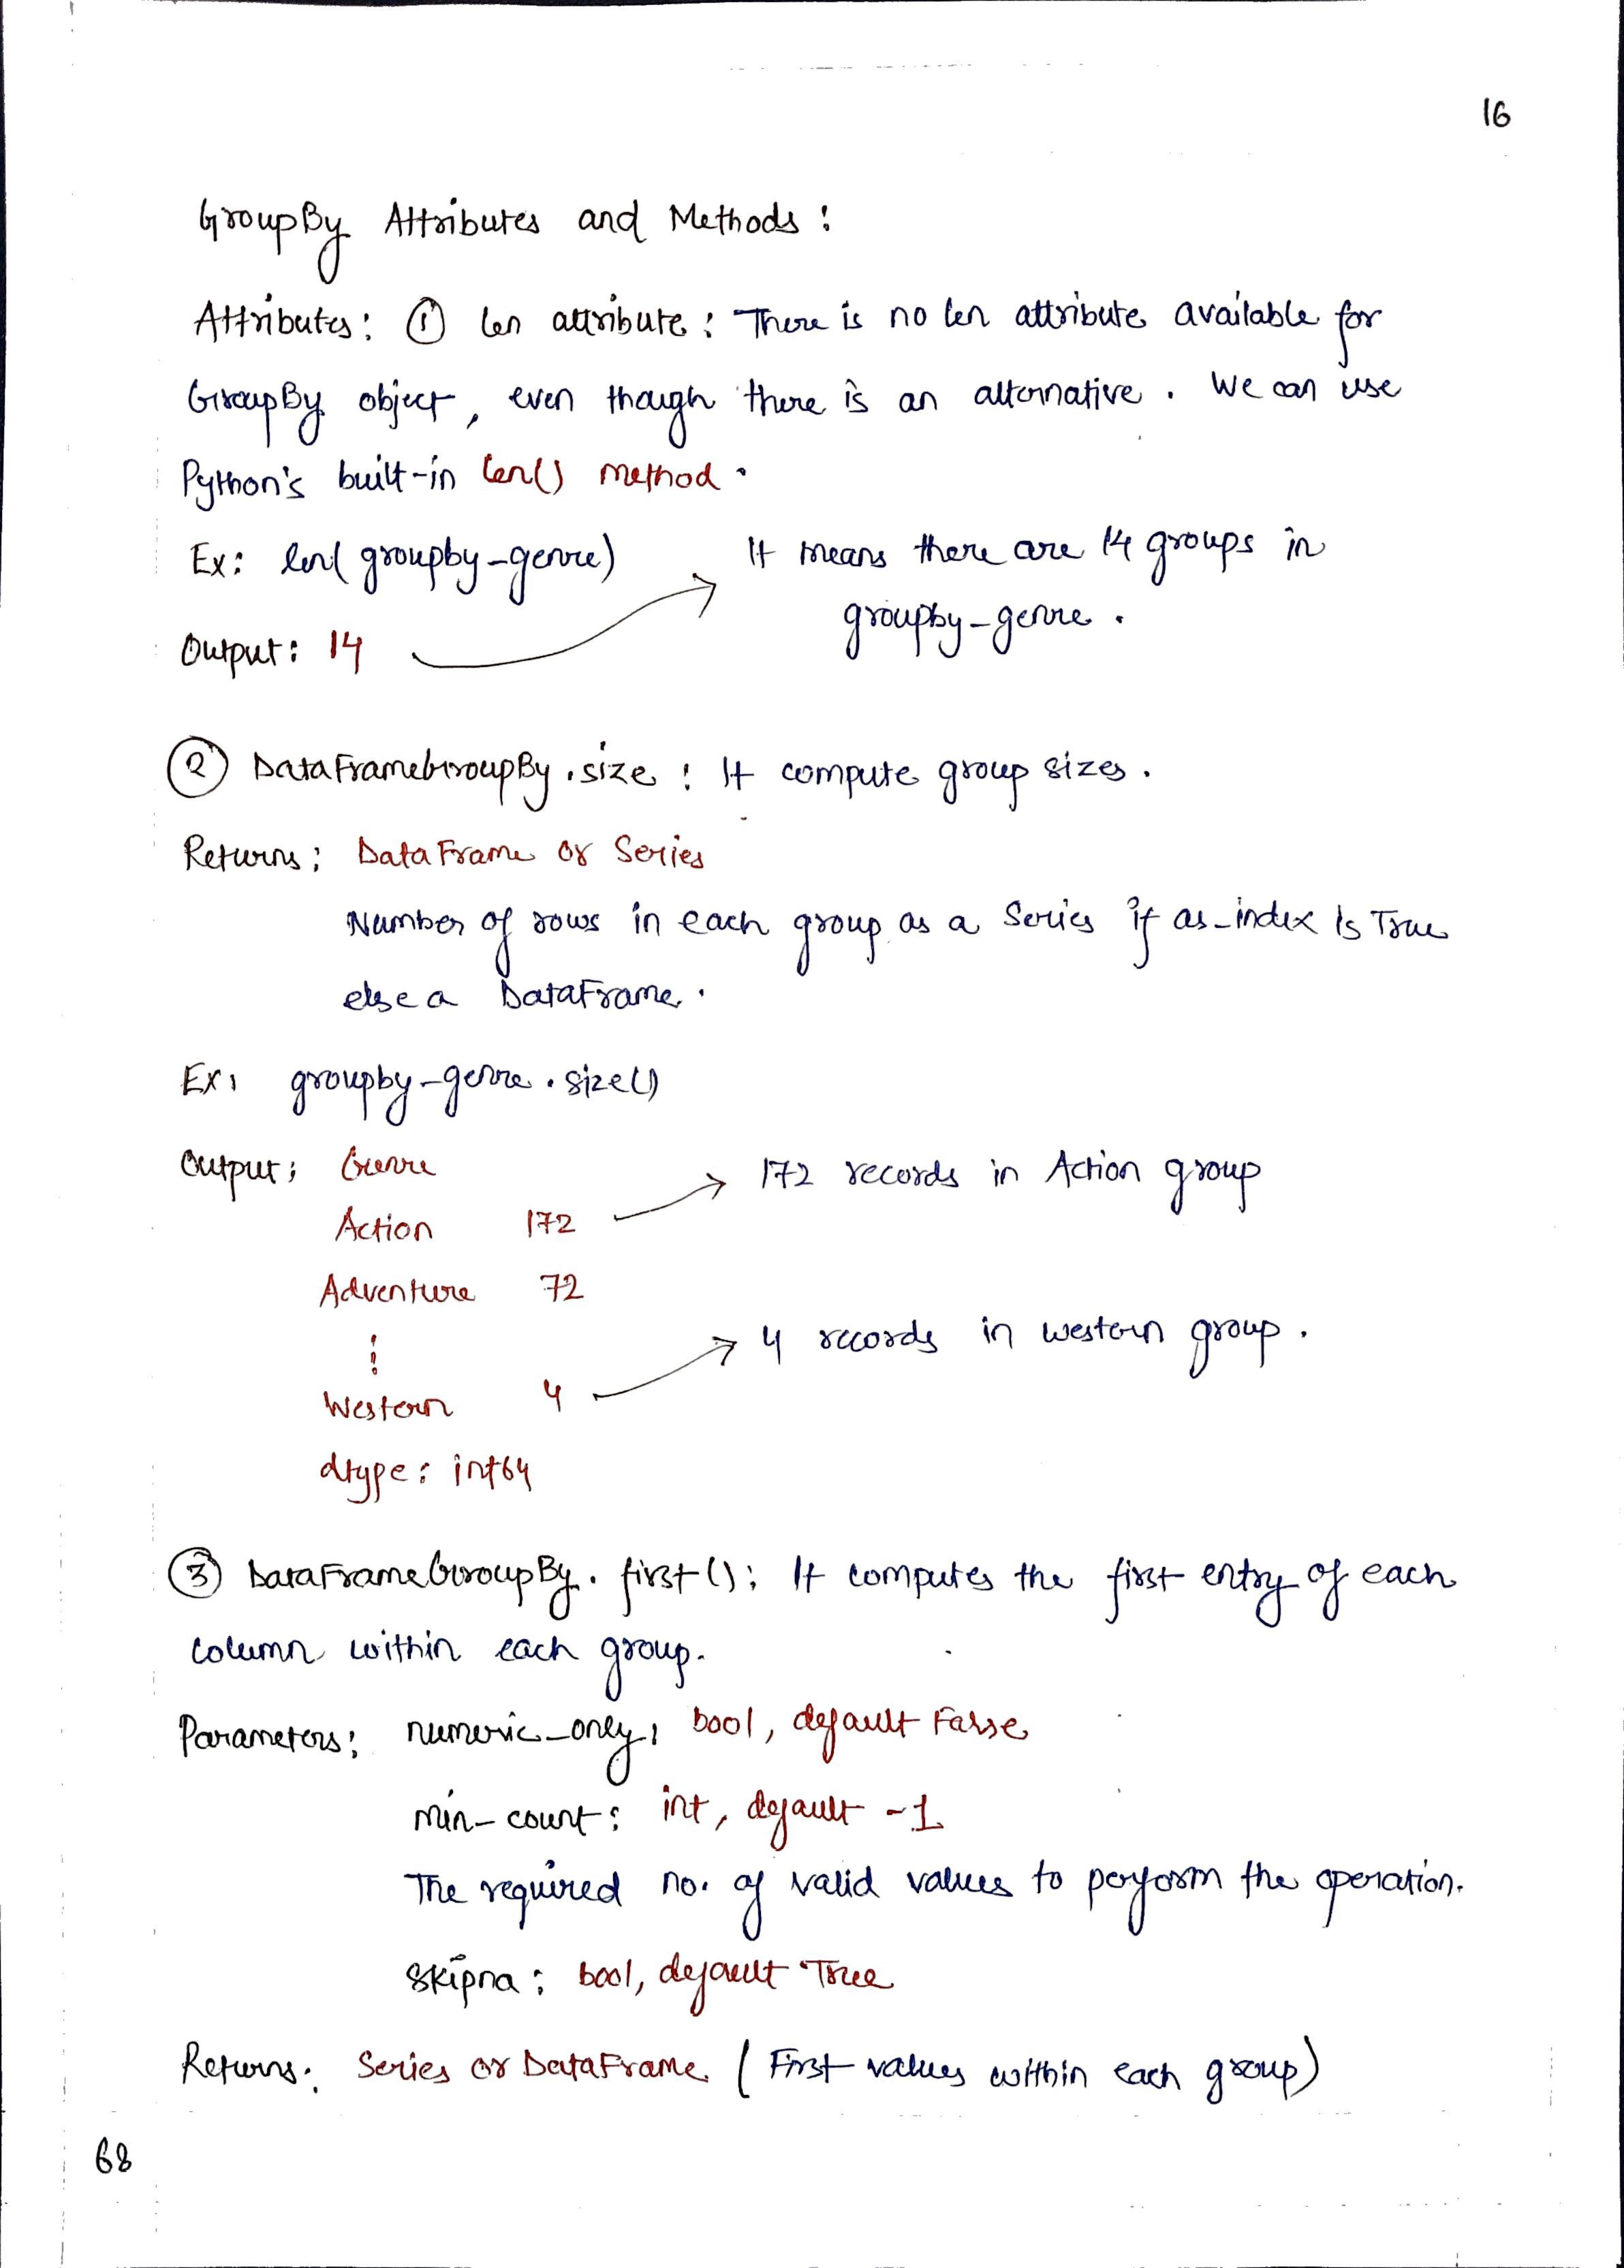 16
GroupBy Attributes and Methods :
Attributes : ① len attribute : There is no len attribute available for
GroupBy object, even though there is an alternative . We can use
Python's built-in len() method .
Ex : len( groupby_genre)
It means there are 14 groups in
groupby_genre .
Output : 14
② DataFrameGroupBy .size : It compute group sizes .
Returns : DataFrame or Series
Number of rows in each group as a Series if as_index is True
else a DataFrame .
Ex : groupby_genre . size()
Output : Genre
Action 172 → 172 records in Action group
Adventure 72
⋮
Western 4 → 4 records in western group .
dtype : int64
③ DataFrameGroupBy . first() : It computes the first entry of each
column within each group.
Parameters : numeric_only : bool, default False
min_count : int, default -1
The required no. of valid values to perform the operation.
skipna : bool, default True
Returns : Series or DataFrame ( First values within each group)
68